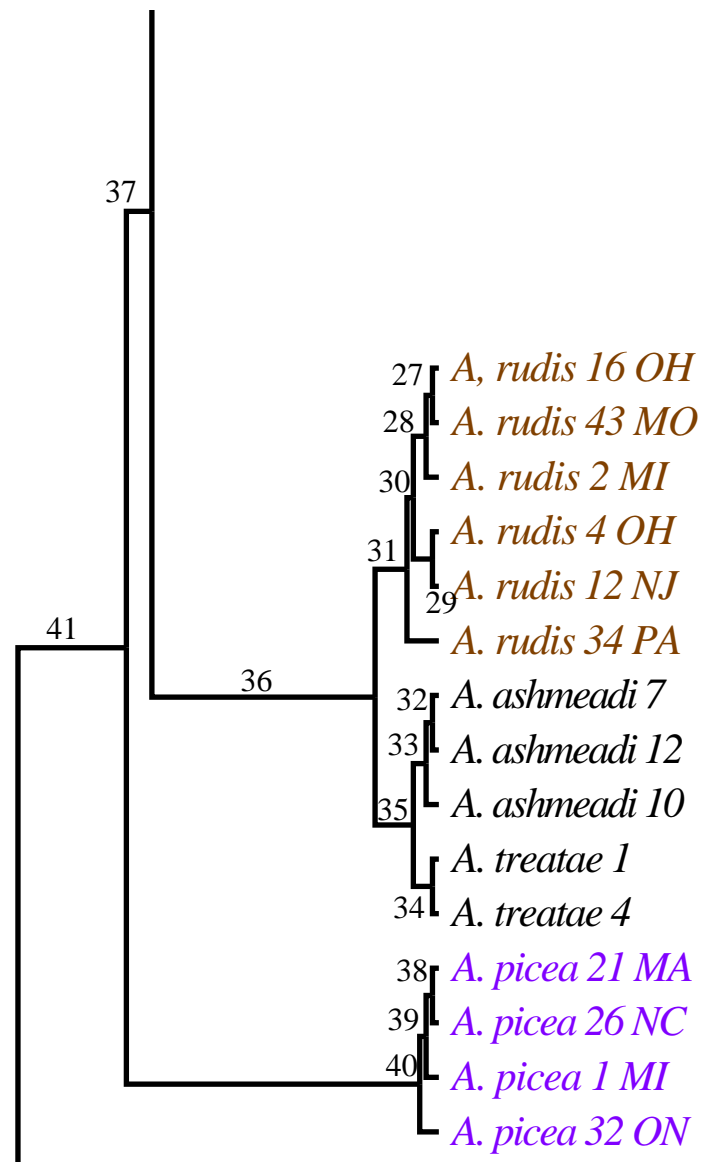 37
27 A, rudis 16 OH
28 A. rudis 43 MO
30 A. rudis 2 MI
31 A. rudis 4 OH
29 A. rudis 12 NJ
41 A. rudis 34 PA
36
32 A. ashmeadi 7
33 A. ashmeadi 12
35 A. ashmeadi 10
A. treatae 1
34 A. treatae 4
38 A. picea 21 MA
39 A. picea 26 NC
40 A. picea 1 MI
A. picea 32 ON